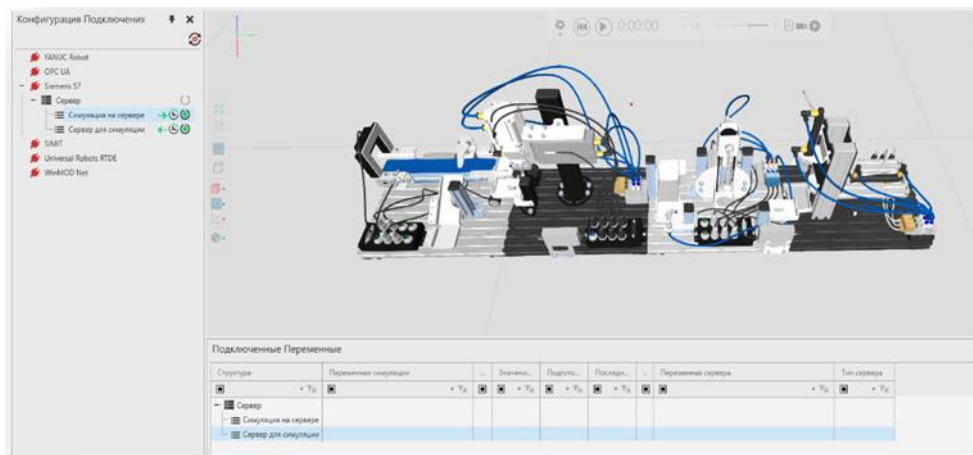 Конфигурация Подключения
FANUC Robot
OPC UA
Siemens S7
Сервер
Симуляция на сервере
Сервер для симуляции
SIMIT
Universal Robots RTDE
WinMOD Net
0:00:00
Подключенные Переменные
Структура Переменная симуляции ... Значени... Подгото... Последн... ... Переменная сервера Тип сервера
Сервер
Симуляция на сервере
Сервер для симуляции